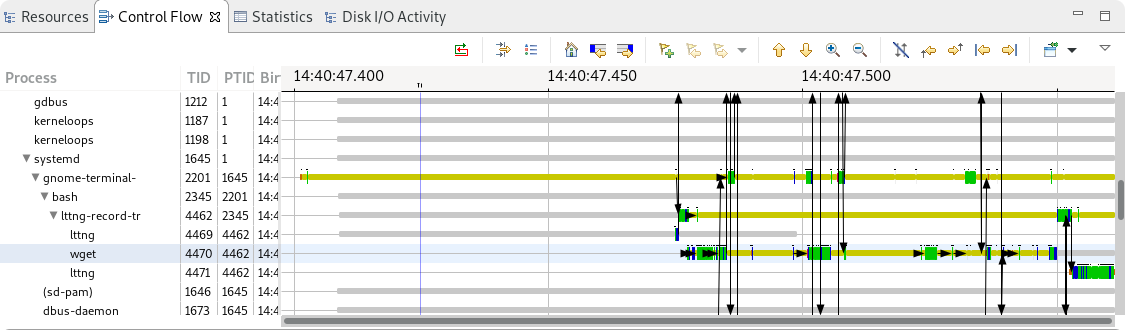 Resources Control Flow Statistics Disk I/O Activity
Process TID PTID Birt 14:40:47.400 14:40:47.450 14:40:47.500
gdbus 1212 1 14:4
kerneloops 1187 1 14:4
kerneloops 1198 1 14:4
systemd 1645 1 14:4
gnome-terminal- 2201 1645 14:4
bash 2345 2201 14:4
lttng-record-tr 4462 2345 14:4
lttng 4469 4462 14:4
wget 4470 4462 14:4
lttng 4471 4462 14:4
(sd-pam) 1646 1645 14:4
dbus-daemon 1673 1645 14:4